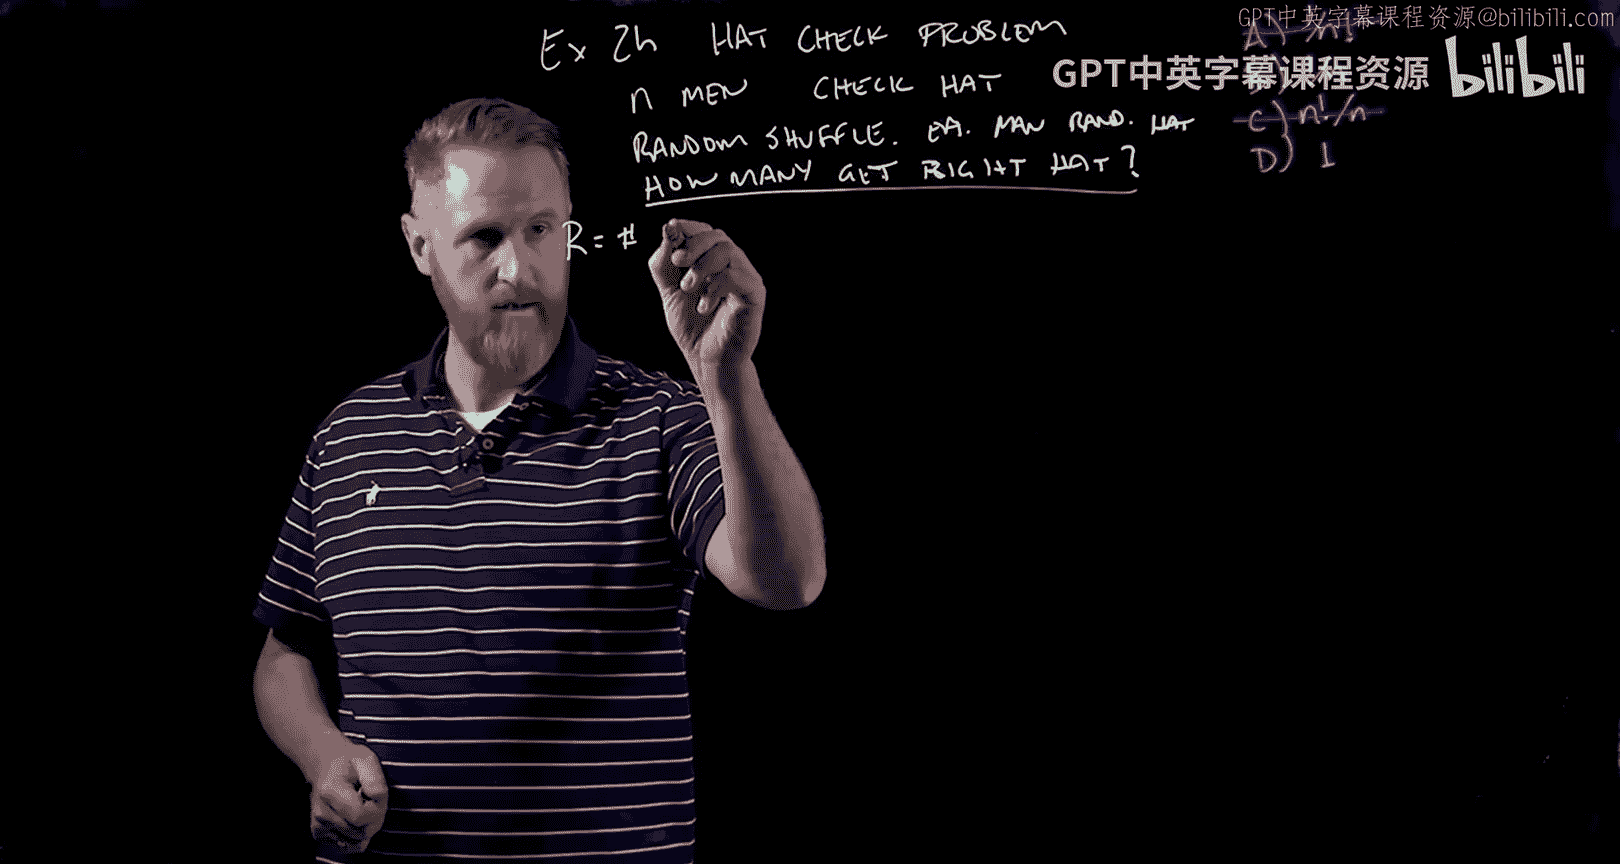 GPT中英字幕课程资源@bilibili.com
GPT中英字幕课程资源 bilibili
Ex 2h HAT CHECK PROBLEM
n MEN CHECK HAT
RANDOM SHUFFLE. EA. MAN RAND. HAT
HOW MANY GET RIGHT HAT?
A) n!
C) n!/n
D) 1
R = #